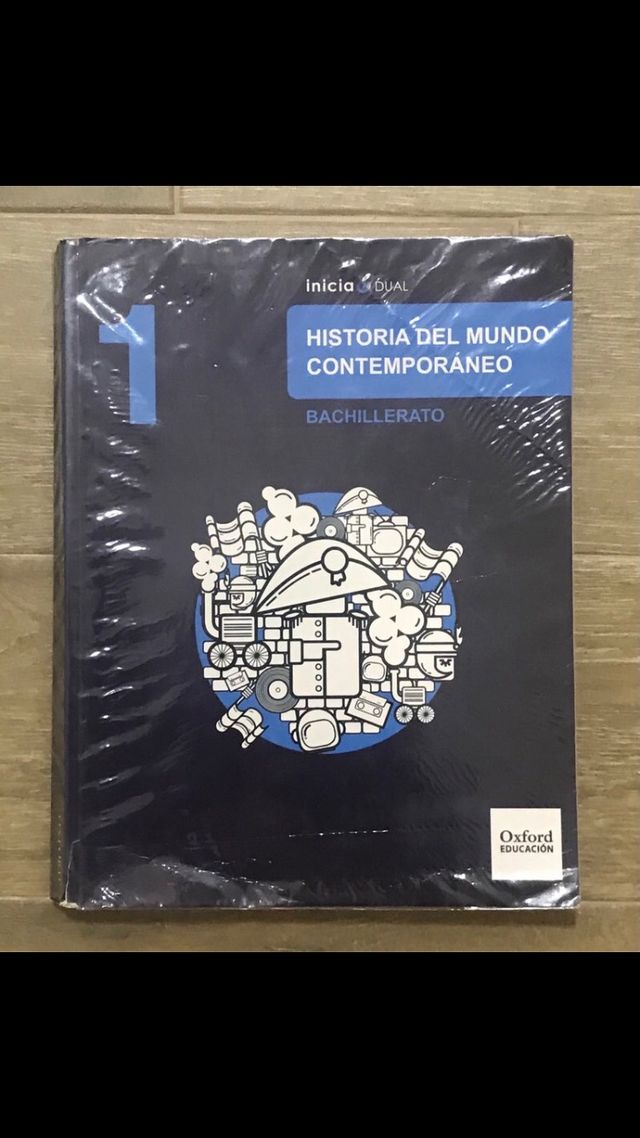 inicia DUAL
1
HISTORIA DEL MUNDO
CONTEMPORÁNEO
BACHILLERATO
Oxford
EDUCACIÓN